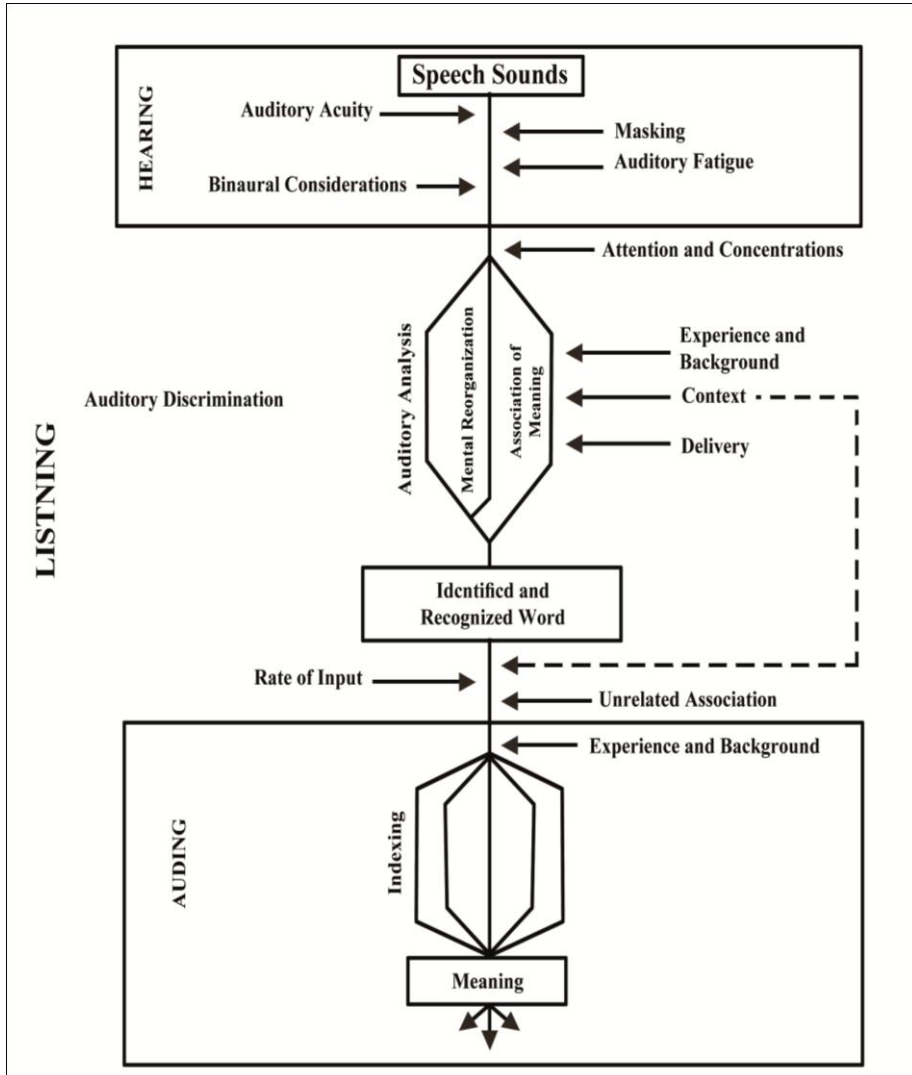 Speech Sounds
HEARING
Auditory Acuity
Masking
Auditory Fatigue
Binaural Considerations
Attention and Concentrations
Auditory Analysis
Mental Reorganization
Association of
Meaning
Experience and
Background
Auditory Discrimination
Context
Delivery
LISTNING
Identified and
Recognized Word
Rate of Input
Unrelated Association
Experience and Background
AUDING
Indexing
Meaning